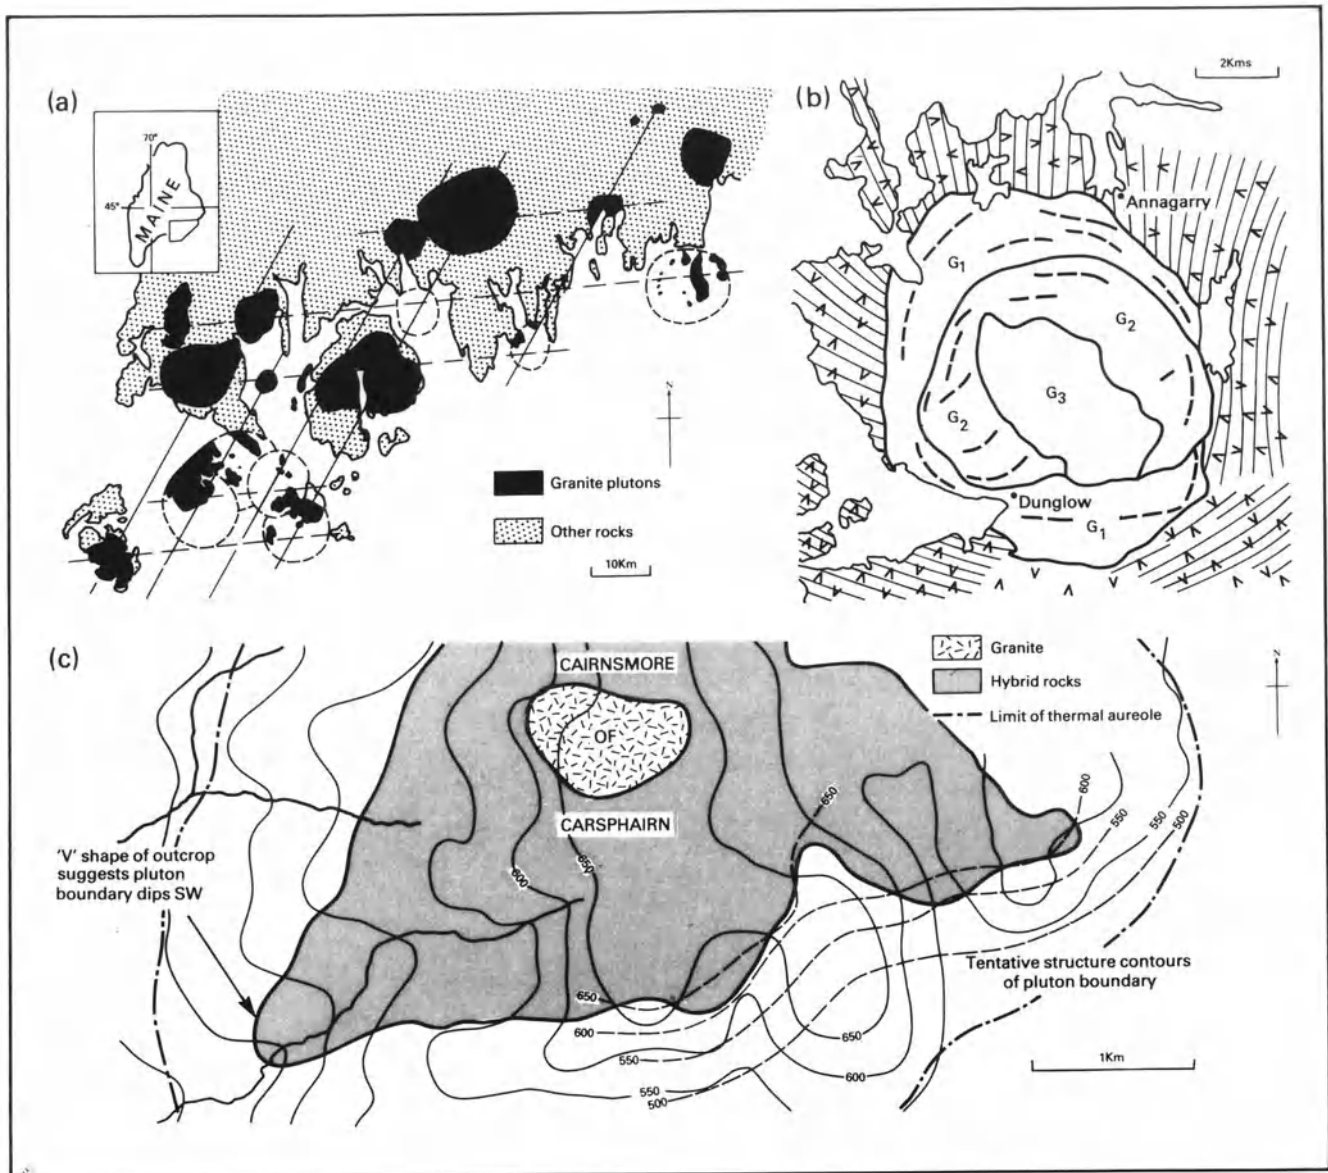 (a)
70°
45°
MAINE
N
Granite plutons
Other rocks
10Km
(b)
2Kms
Annagarry
G1
G2
G3
G2
Dunglow
G1
(c)
CAIRNSMORE
OF
CARSPHAIRN
Granite
Hybrid rocks
Limit of thermal aureole
N
'V' shape of outcrop
suggests pluton
boundary dips SW
600
650
650
600
550
550
500
650
600
550
550
500
650
600
Tentative structure contours
of pluton boundary
1Km